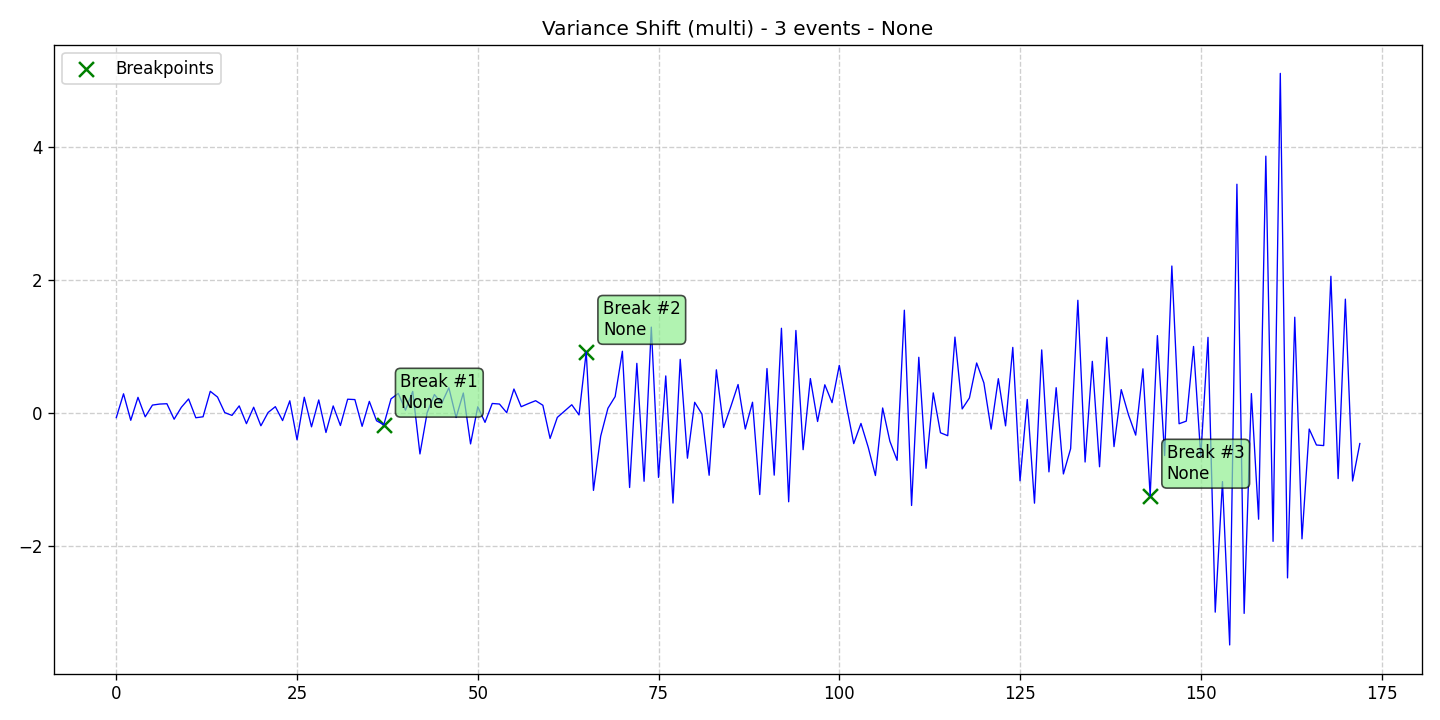 Variance Shift (multi) - 3 events - None
Breakpoints
Break #1
None
Break #2
None
Break #3
None
4
2
0
−2
0
25
50
75
100
125
150
175